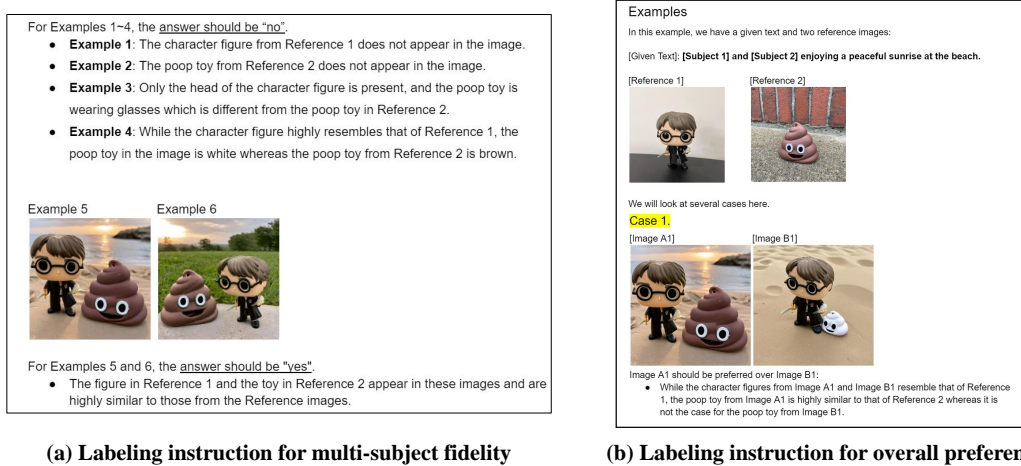 For Examples 1~4, the answer should be “no”.
● Example 1: The character figure from Reference 1 does not appear in the image.
● Example 2: The poop toy from Reference 2 does not appear in the image.
● Example 3: Only the head of the character figure is present, and the poop toy is
wearing glasses which is different from the poop toy in Reference 2.
● Example 4: While the character figure highly resembles that of Reference 1, the
poop toy in the image is white whereas the poop toy from Reference 2 is brown.
Example 5 Example 6
For Examples 5 and 6, the answer should be "yes".
● The figure in Reference 1 and the toy in Reference 2 appear in these images and are
highly similar to those from the Reference images.
(a) Labeling instruction for multi-subject fidelity
Examples
In this example, we have a given text and two reference images:
[Given Text]: [Subject 1] and [Subject 2] enjoying a peaceful sunrise at the beach.
[Reference 1] [Reference 2]
We will look at several cases here.
Case 1.
[Image A1] [Image B1]
Image A1 should be preferred over Image B1:
● While the character figures from Image A1 and Image B1 resemble that of Reference
1, the poop toy from Image A1 is highly similar to that of Reference 2 whereas it is
not the case for the poop toy from Image B1.
(b) Labeling instruction for overall preferen